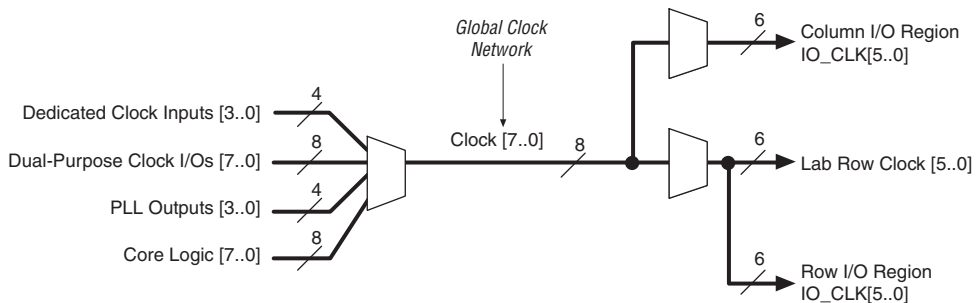 Global Clock
Network
6
Column I/O Region
IO_CLK[5..0]
Dedicated Clock Inputs [3..0]
4
Dual-Purpose Clock I/Os [7..0]
8
Clock [7..0]
8
6
Lab Row Clock [5..0]
PLL Outputs [3..0]
4
Core Logic [7..0]
8
6
Row I/O Region
IO_CLK[5..0]